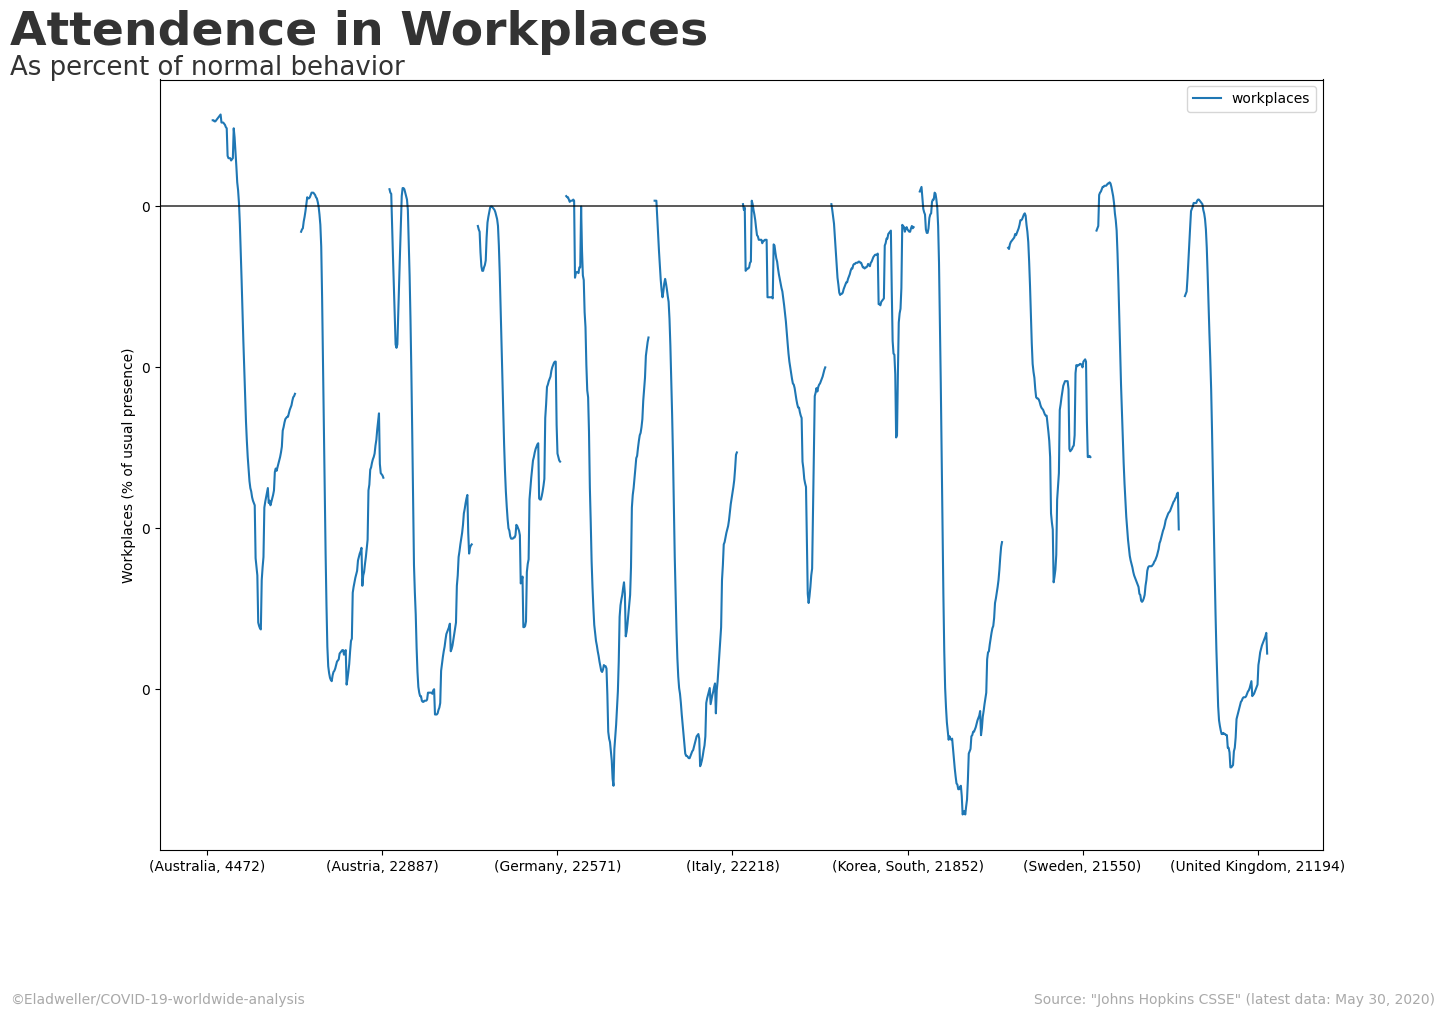 Attendence in Workplaces
As percent of normal behavior
workplaces
0
0
0
0
Workplaces (% of usual presence)
(Australia, 4472)
(Austria, 22887)
(Germany, 22571)
(Italy, 22218)
(Korea, South, 21852)
(Sweden, 21550)
(United Kingdom, 21194)
©Eladweller/COVID-19-worldwide-analysis
Source: "Johns Hopkins CSSE" (latest data: May 30, 2020)